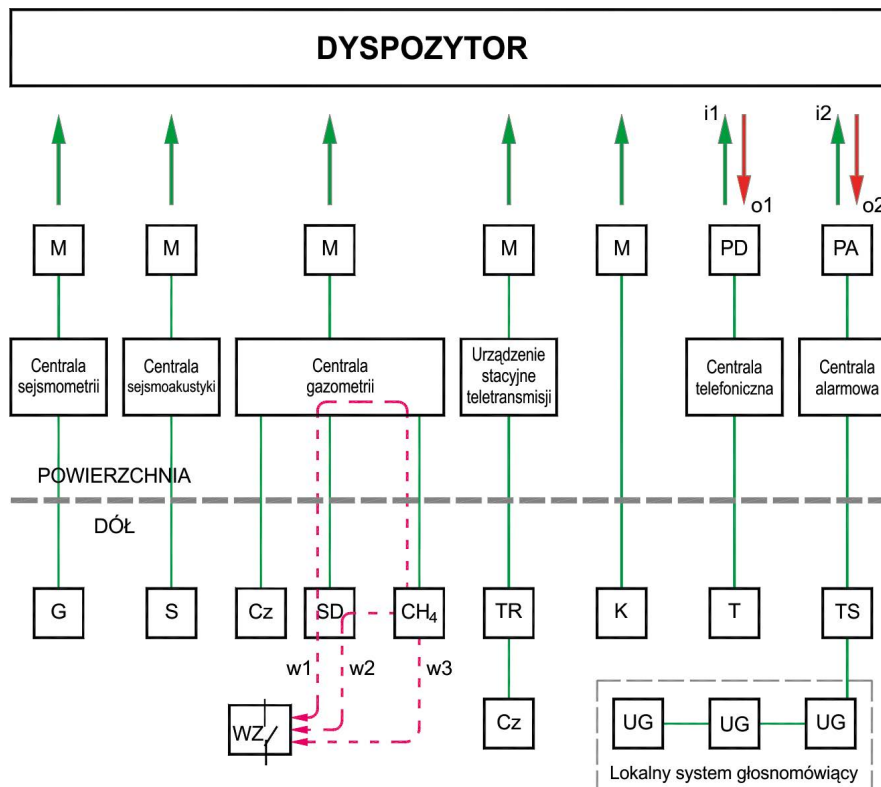 DYSPOZYTOR
i1
i2
o1
o2
M
M
M
M
M
PD
PA
Centrala
sejsmometrii
Centrala
sejsmoakustyki
Centrala
gazometrii
Urządzenie
stacyjne
teletransmisji
Centrala
telefoniczna
Centrala
alarmowa
POWIERZCHNIA
DÓŁ
G
S
Cz
SD
CH₄
TR
K
T
TS
w1
w2
w3
WZ
Cz
UG
UG
UG
Lokalny system głosnomówiący